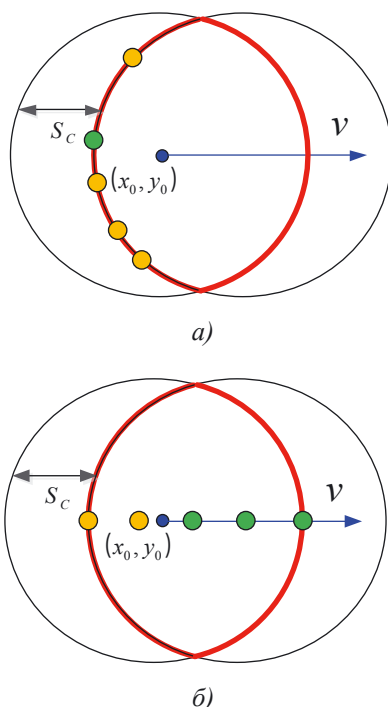 v
S_C
(x_0, y_0)
а)
v
S_C
(x_0, y_0)
б)